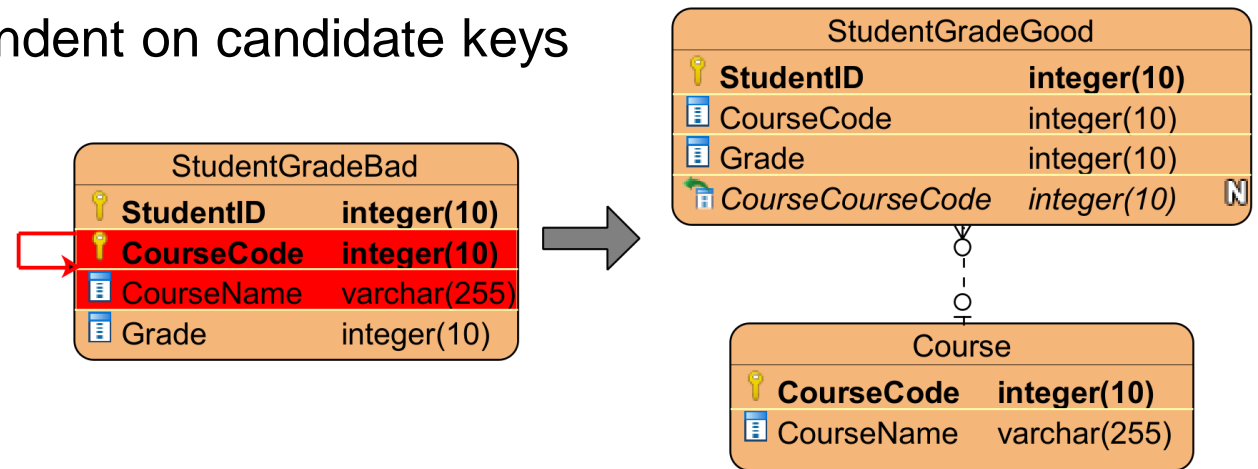 ndent on candidate keys
StudentGradeBad
StudentID integer(10)
CourseCode integer(10)
CourseName varchar(255)
Grade integer(10)
StudentGradeGood
StudentID integer(10)
CourseCode integer(10)
Grade integer(10)
CourseCourseCode integer(10) N
Course
CourseCode integer(10)
CourseName varchar(255)